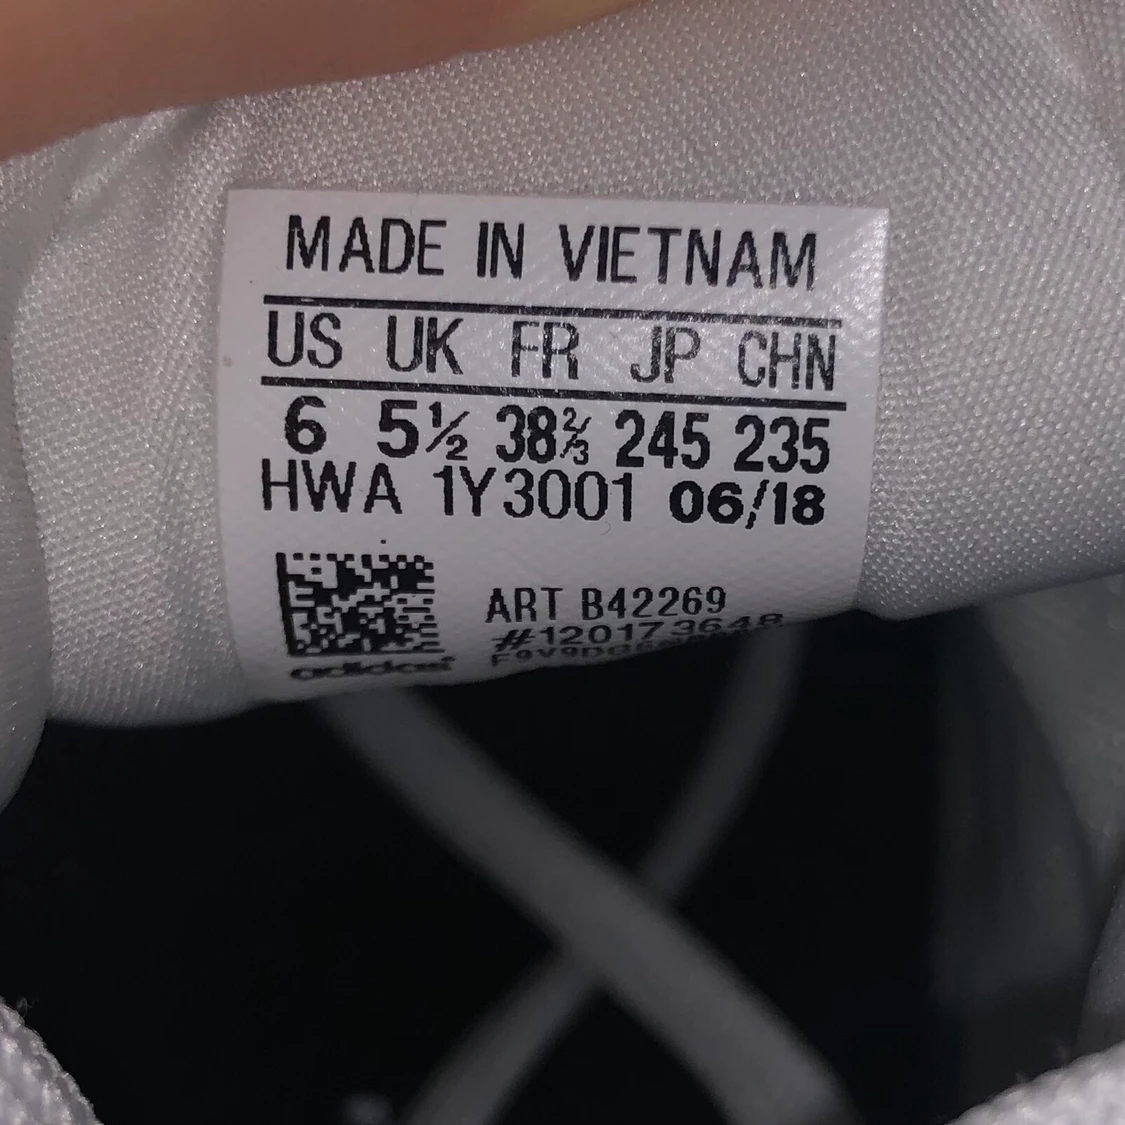 MADE IN VIETNAM
US UK FR JP CHN
6 5½ 38⅔ 245 235
HWA 1Y3001 06/18
ART B42269
#120173648
adidas